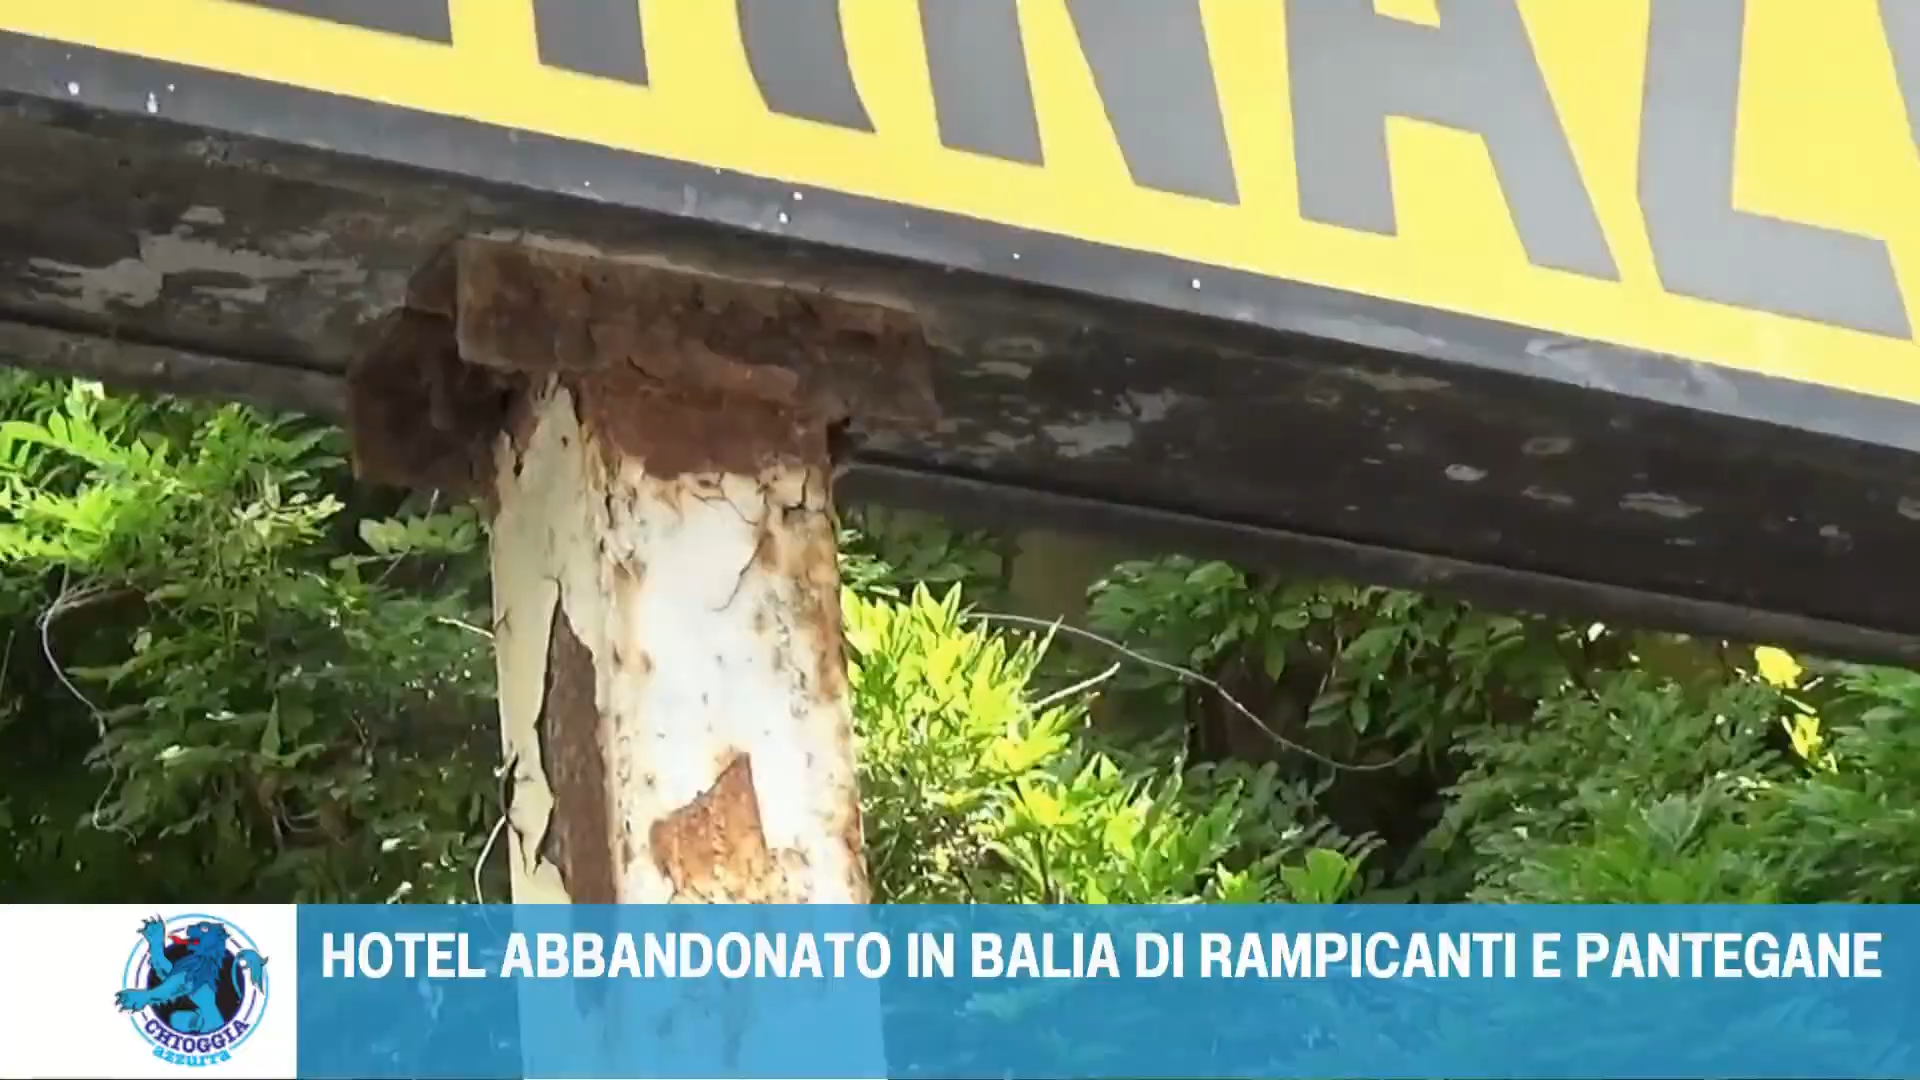 HOTEL ABBANDONATO IN BALIA DI RAMPICANTI E PANTEGANE
CHIOGGIA
azzurra